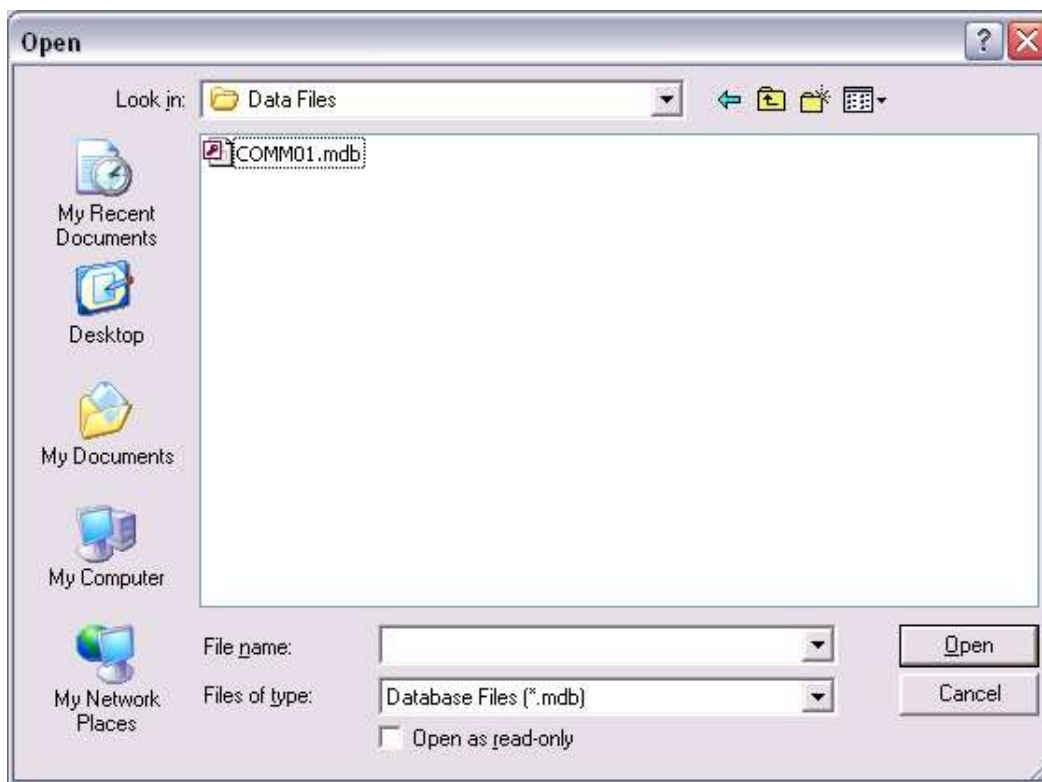 Open
Look in: Data Files
COMM01.mdb
My Recent
Documents
Desktop
My Documents
My Computer
My Network
Places
File name:
Open
Files of type: Database Files (*.mdb)
Cancel
Open as read-only